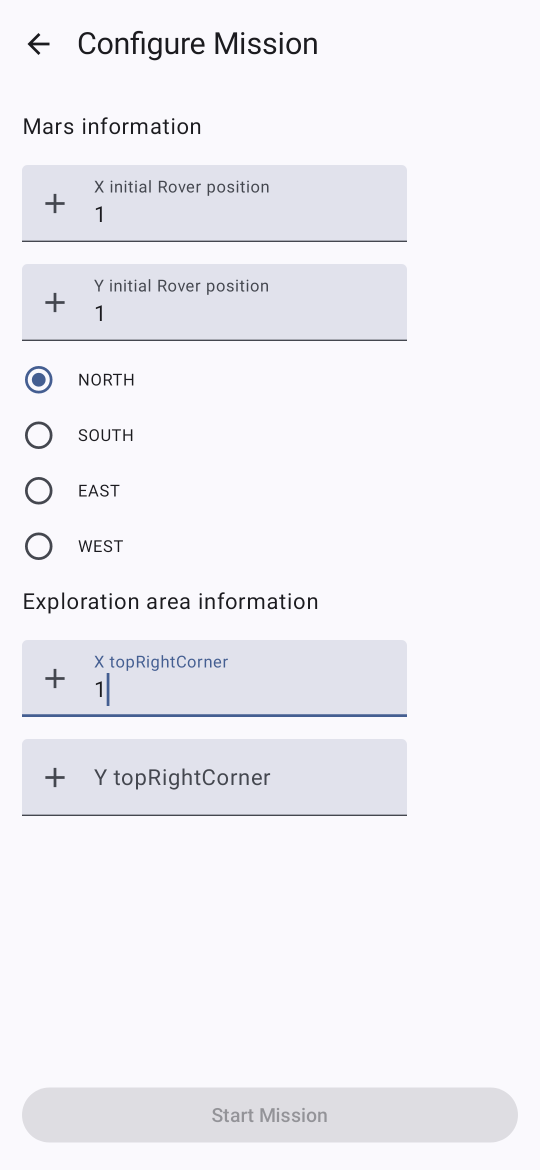 Configure Mission
Mars information
X initial Rover position
1
Y initial Rover position
1
NORTH
SOUTH
EAST
WEST
Exploration area information
X topRightCorner
1
Y topRightCorner
Start Mission